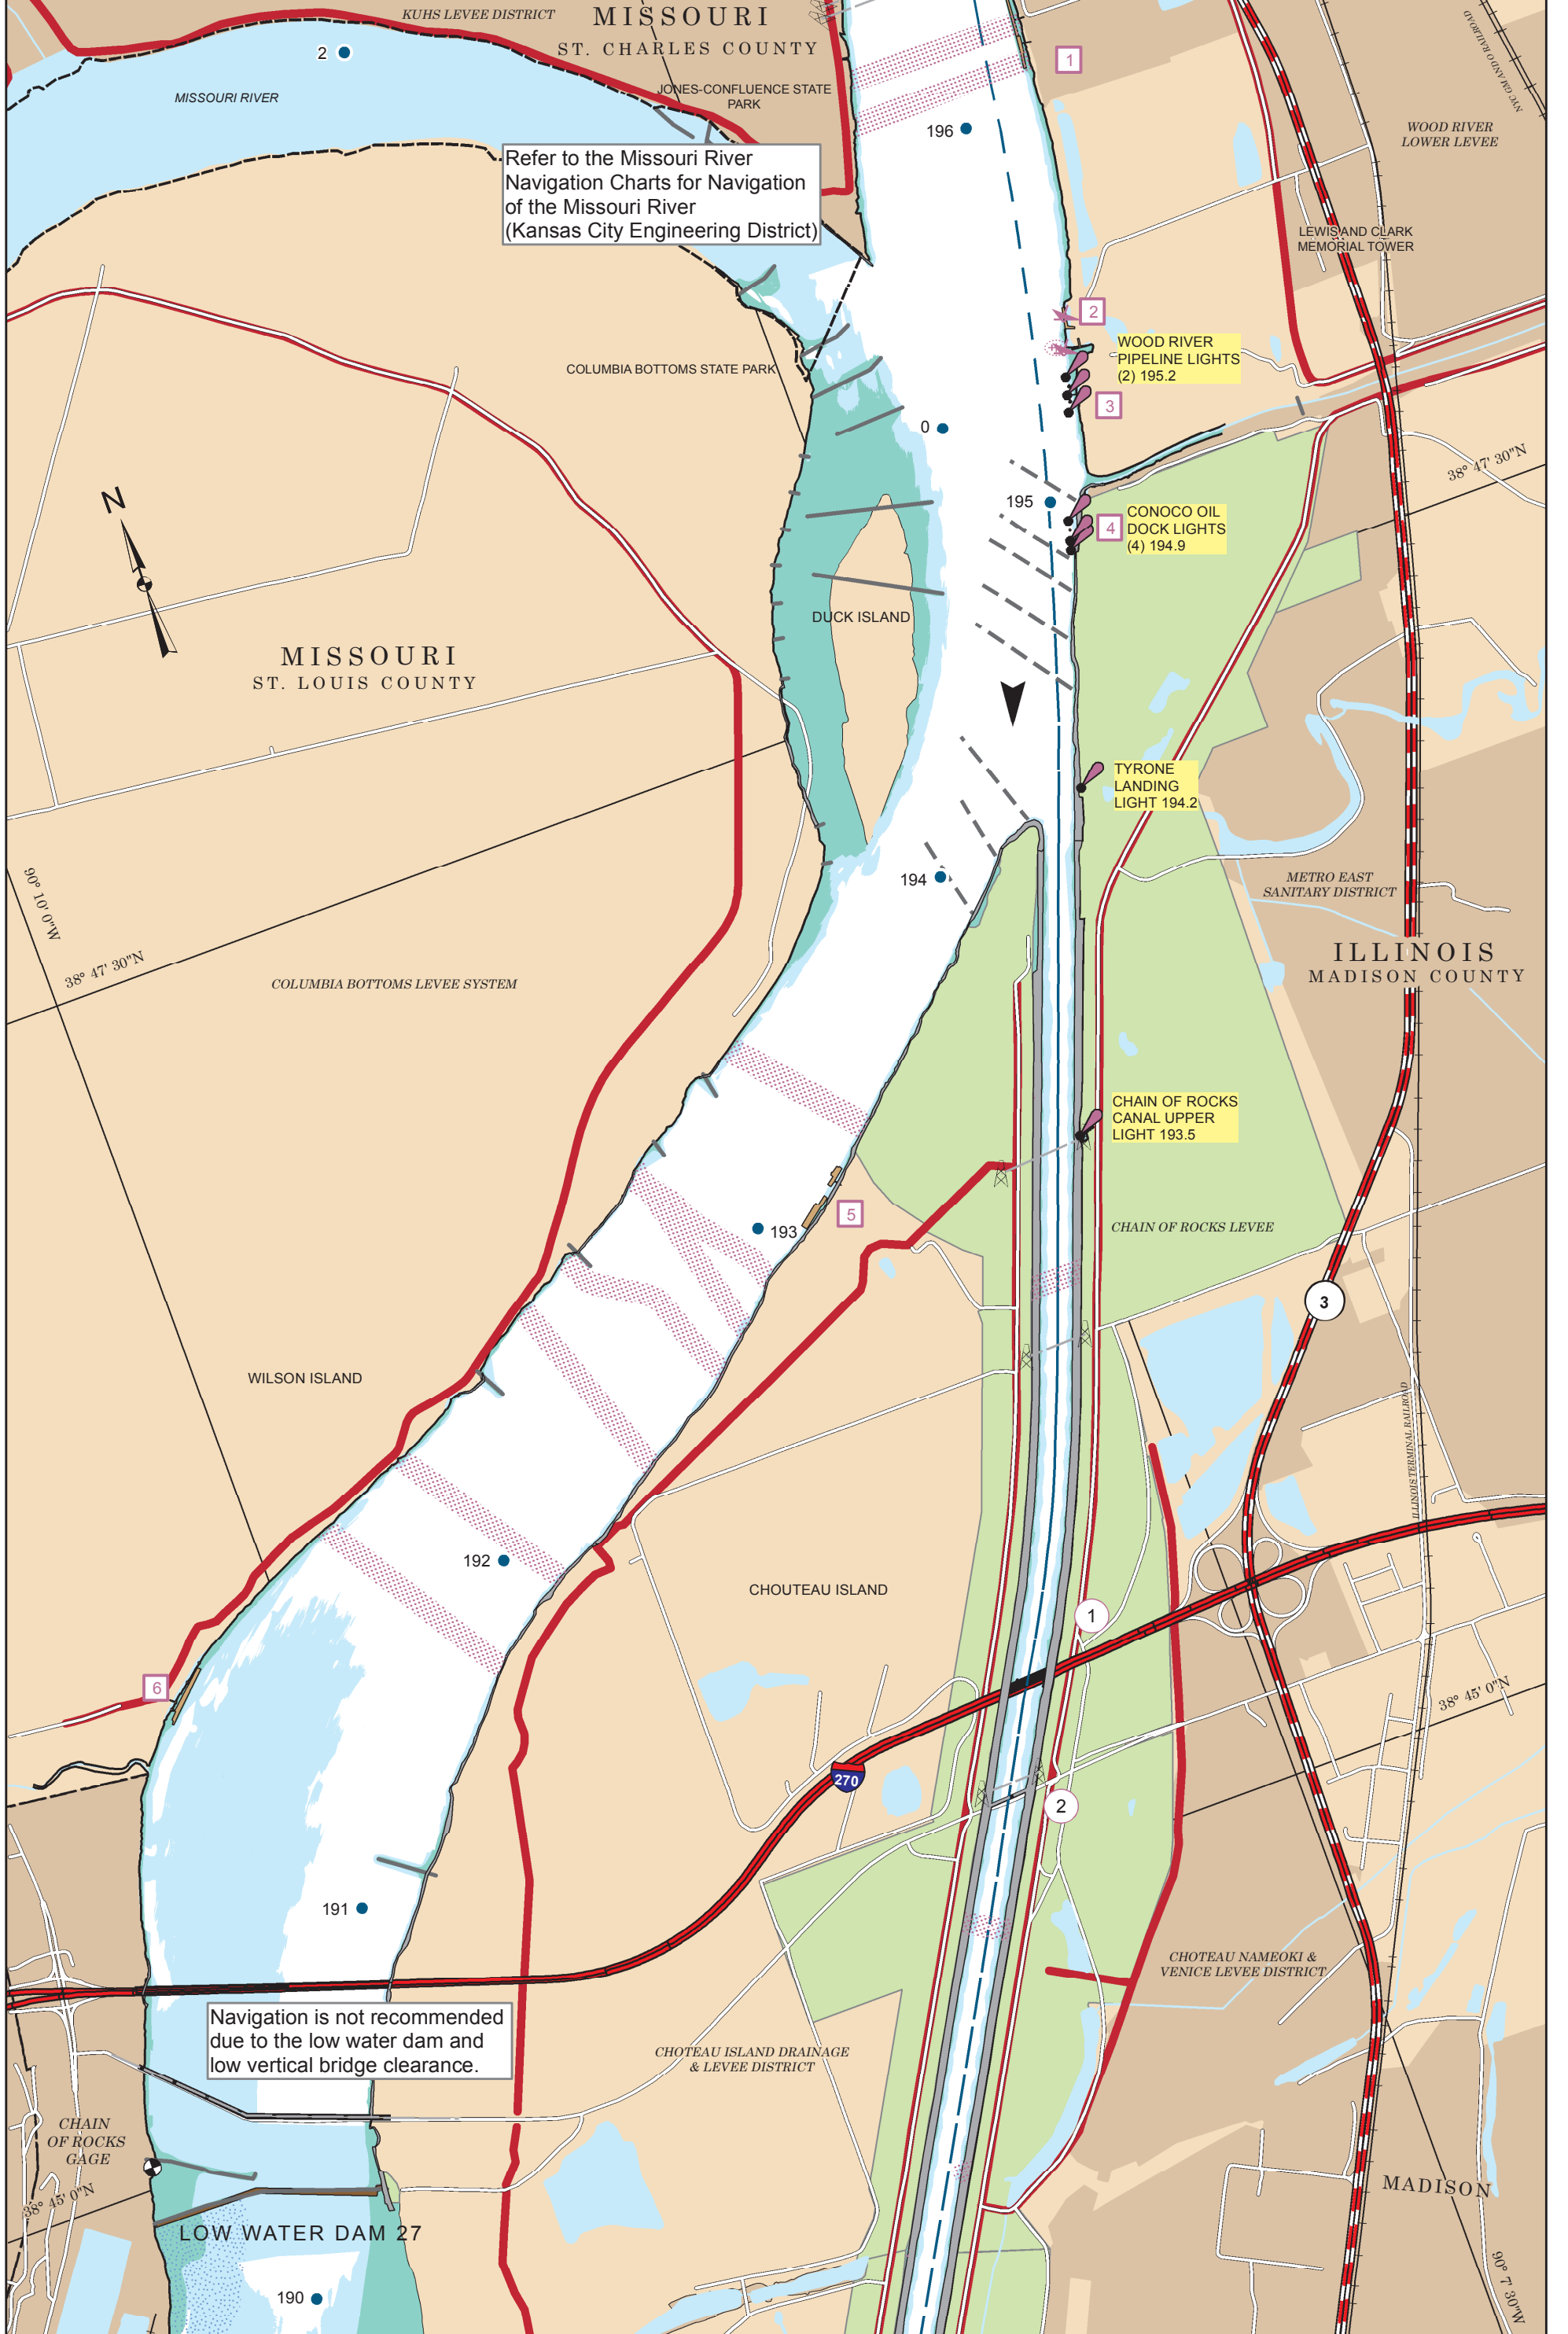 KUHS LEVEE DISTRICT
MISSOURI
ST. CHARLES COUNTY
2
MISSOURI RIVER
JONES-CONFLUENCE STATE
PARK
1
196
NYC GM AND O RAILROAD
WOOD RIVER
LOWER LEVEE
Refer to the Missouri River
Navigation Charts for Navigation
of the Missouri River
(Kansas City Engineering District)
LEWIS AND CLARK
MEMORIAL TOWER
2
WOOD RIVER
PIPELINE LIGHTS
(2) 195.2
COLUMBIA BOTTOMS STATE PARK
3
0
38° 47' 30"N
N
195
4
CONOCO OIL
DOCK LIGHTS
(4) 194.9
DUCK ISLAND
MISSOURI
ST. LOUIS COUNTY
TYRONE
LANDING
LIGHT 194.2
194
METRO EAST
SANITARY DISTRICT
90° 10' 0"W
38° 47' 30"N
COLUMBIA BOTTOMS LEVEE SYSTEM
ILLINOIS
MADISON COUNTY
CHAIN OF ROCKS
CANAL UPPER
LIGHT 193.5
5
193
CHAIN OF ROCKS LEVEE
3
WILSON ISLAND
ILLINOIS TERMINAL RAILROAD
192
CHOUTEAU ISLAND
1
6
38° 45' 0"N
270
2
191
CHOTEAU NAMEOKI &
VENICE LEVEE DISTRICT
Navigation is not recommended
due to the low water dam and
low vertical bridge clearance.
CHOTEAU ISLAND DRAINAGE
& LEVEE DISTRICT
CHAIN
OF ROCKS
GAGE
38° 45' 0"N
MADISON
LOW WATER DAM 27
190
90° 7' 30"W